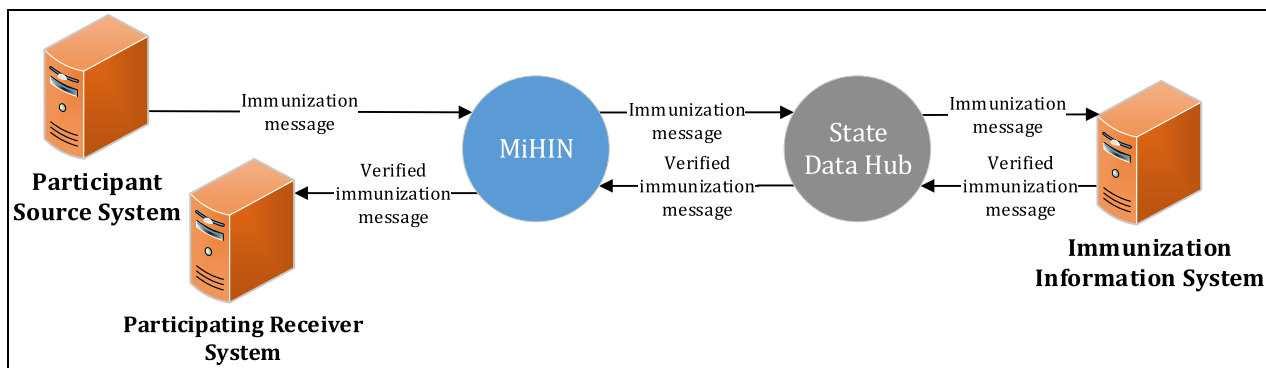 Immunization
message
Immunization
message
Immunization
message
MiHIN
State
Data Hub
Verified
immunization
message
Verified
immunization
message
Verified
immunization
message
Participant
Source System
Participating Receiver
System
Immunization
Information System